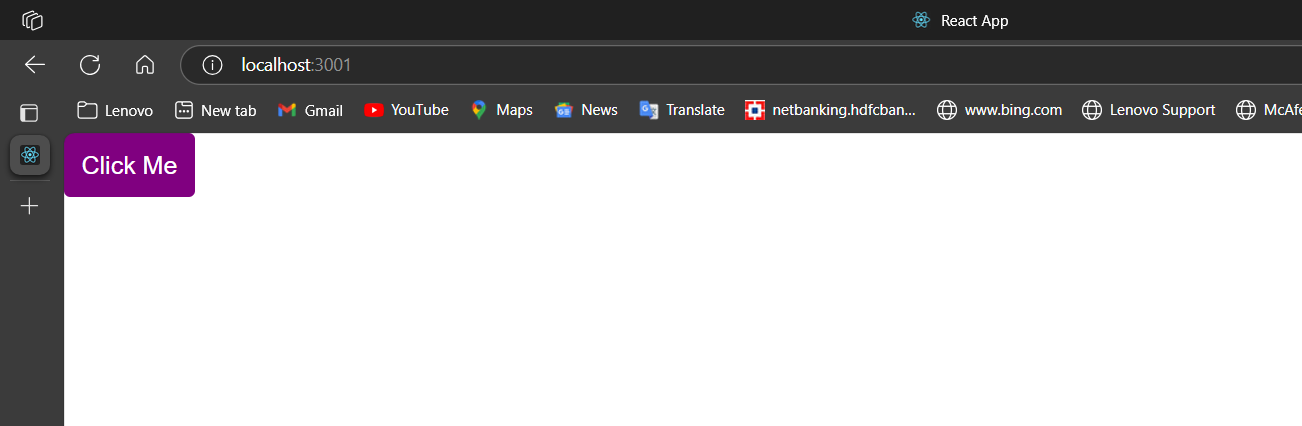 React App
localhost:3001
Lenovo New tab Gmail YouTube Maps News Translate netbanking.hdfcban... www.bing.com Lenovo Support McAfe
Click Me